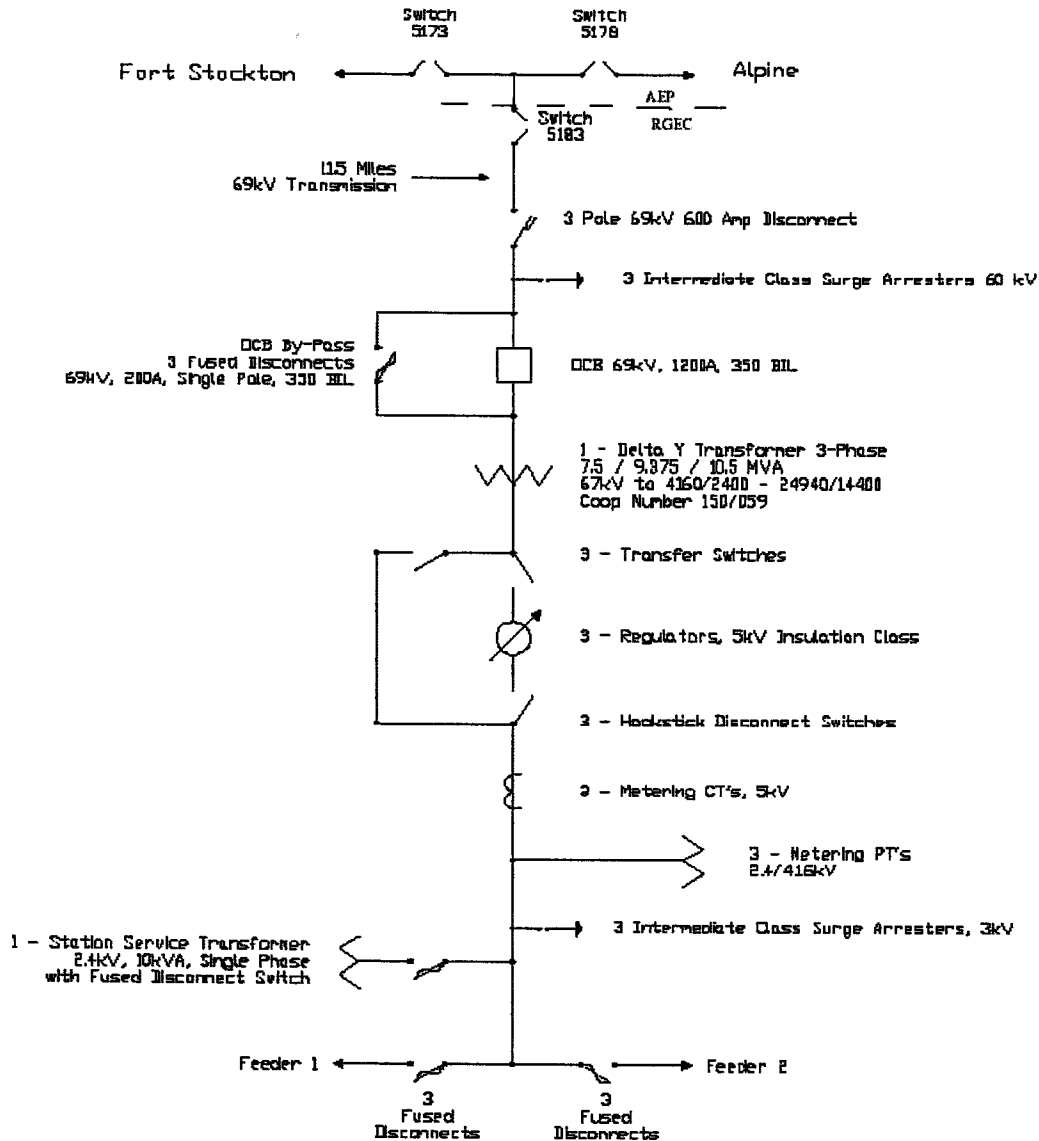 Switch
5173
Switch
5178
Fort Stockton
Alpine
AEP
RGEC
Switch
5183
69kV Transmission
3 Pole 69kV 600 Amp Disconnect
3 Intermediate Class Surge Arresters 60 kV
OCB By-Pass
3 Fused Disconnects
69kV, 200A, Single Pole, 350 BIL
OCB 69kV, 1200A, 350 BIL
1 - Delta Y Transformer 3-Phase
7.5 / 9.375 / 10.5 MVA
67kV to 4160/2400 - 24940/14400
Coop Number 150/059
3 - Transfer Switches
3 - Regulators, 5kV Insulation Class
3 - Hookstick Disconnect Switches
- Metering CT's, 5kV
3 - Metering PT's
2.4/4.16kV
3 Intermediate Class Surge Arresters, 3kV
1 - Station Service Transformer
2.4kV, 10kVA, Single Phase
with Fused Disconnect Switch
Feeder 1
Feeder 2
3
Fused
Disconnects
3
Fused
Disconnects